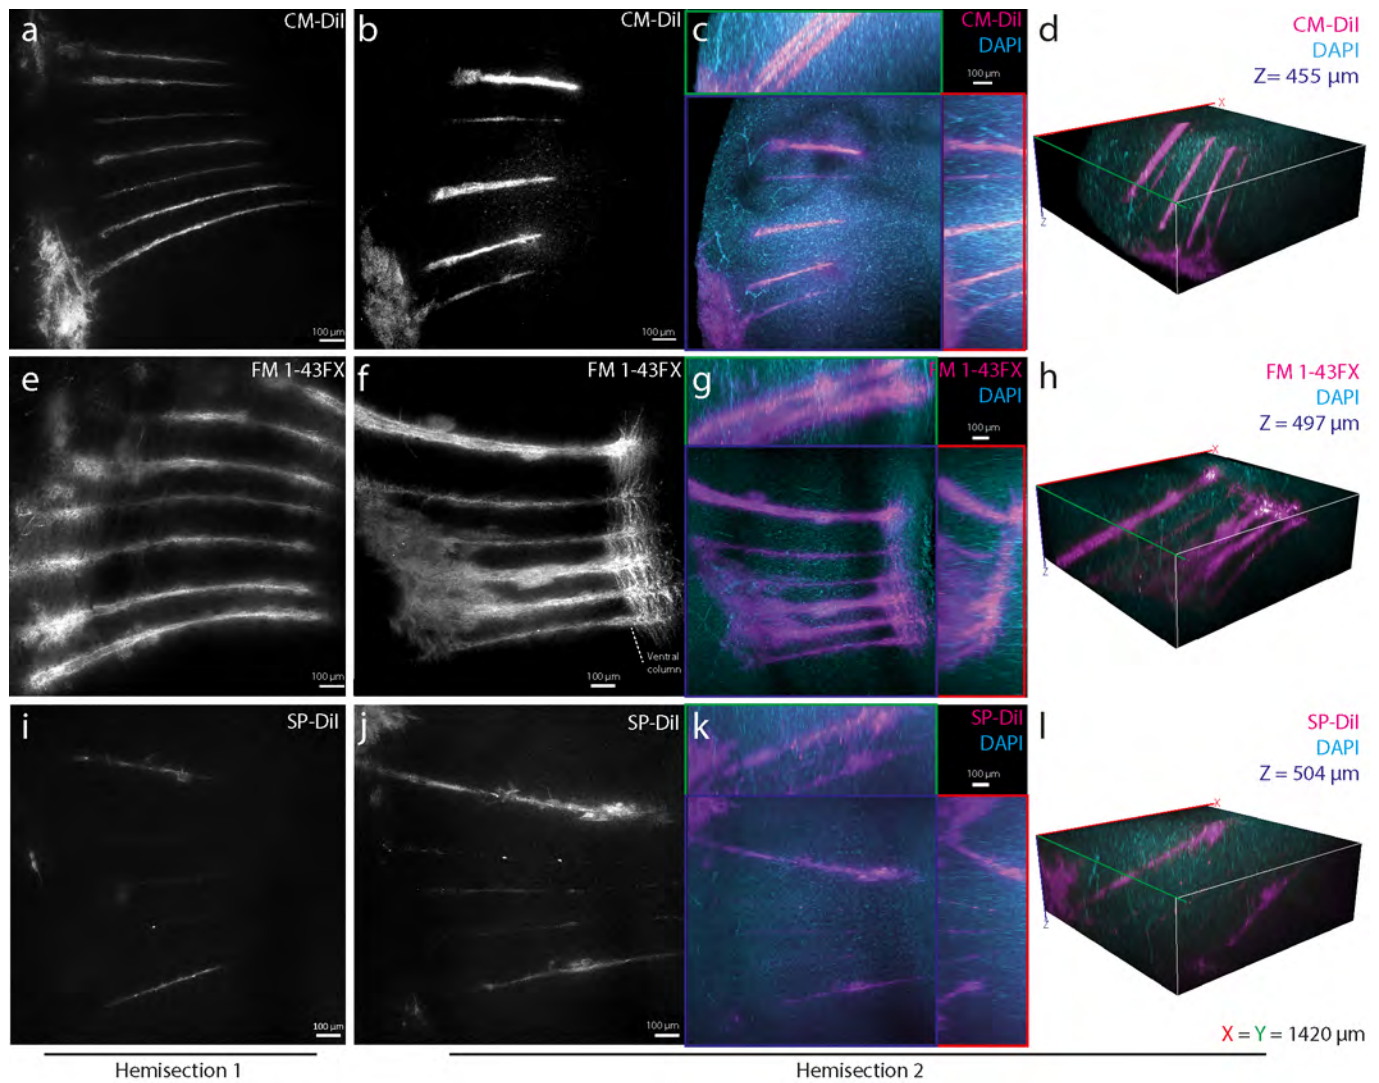 a
CM-DiI
100 µm
b
CM-DiI
100 µm
c
CM-DiI
DAPI
100 µm
d
CM-DiI
DAPI
Z= 455 µm
X
Z
e
FM 1-43FX
100 µm
f
FM 1-43FX
Ventral
column
100 µm
g
FM 1-43FX
DAPI
100 µm
h
FM 1-43FX
DAPI
Z = 497 µm
X
Z
i
SP-DiI
100 µm
j
SP-DiI
100 µm
k
SP-DiI
DAPI
100 µm
l
SP-DiI
DAPI
Z = 504 µm
X
Z
X = Y = 1420 µm
Hemisection 1
Hemisection 2